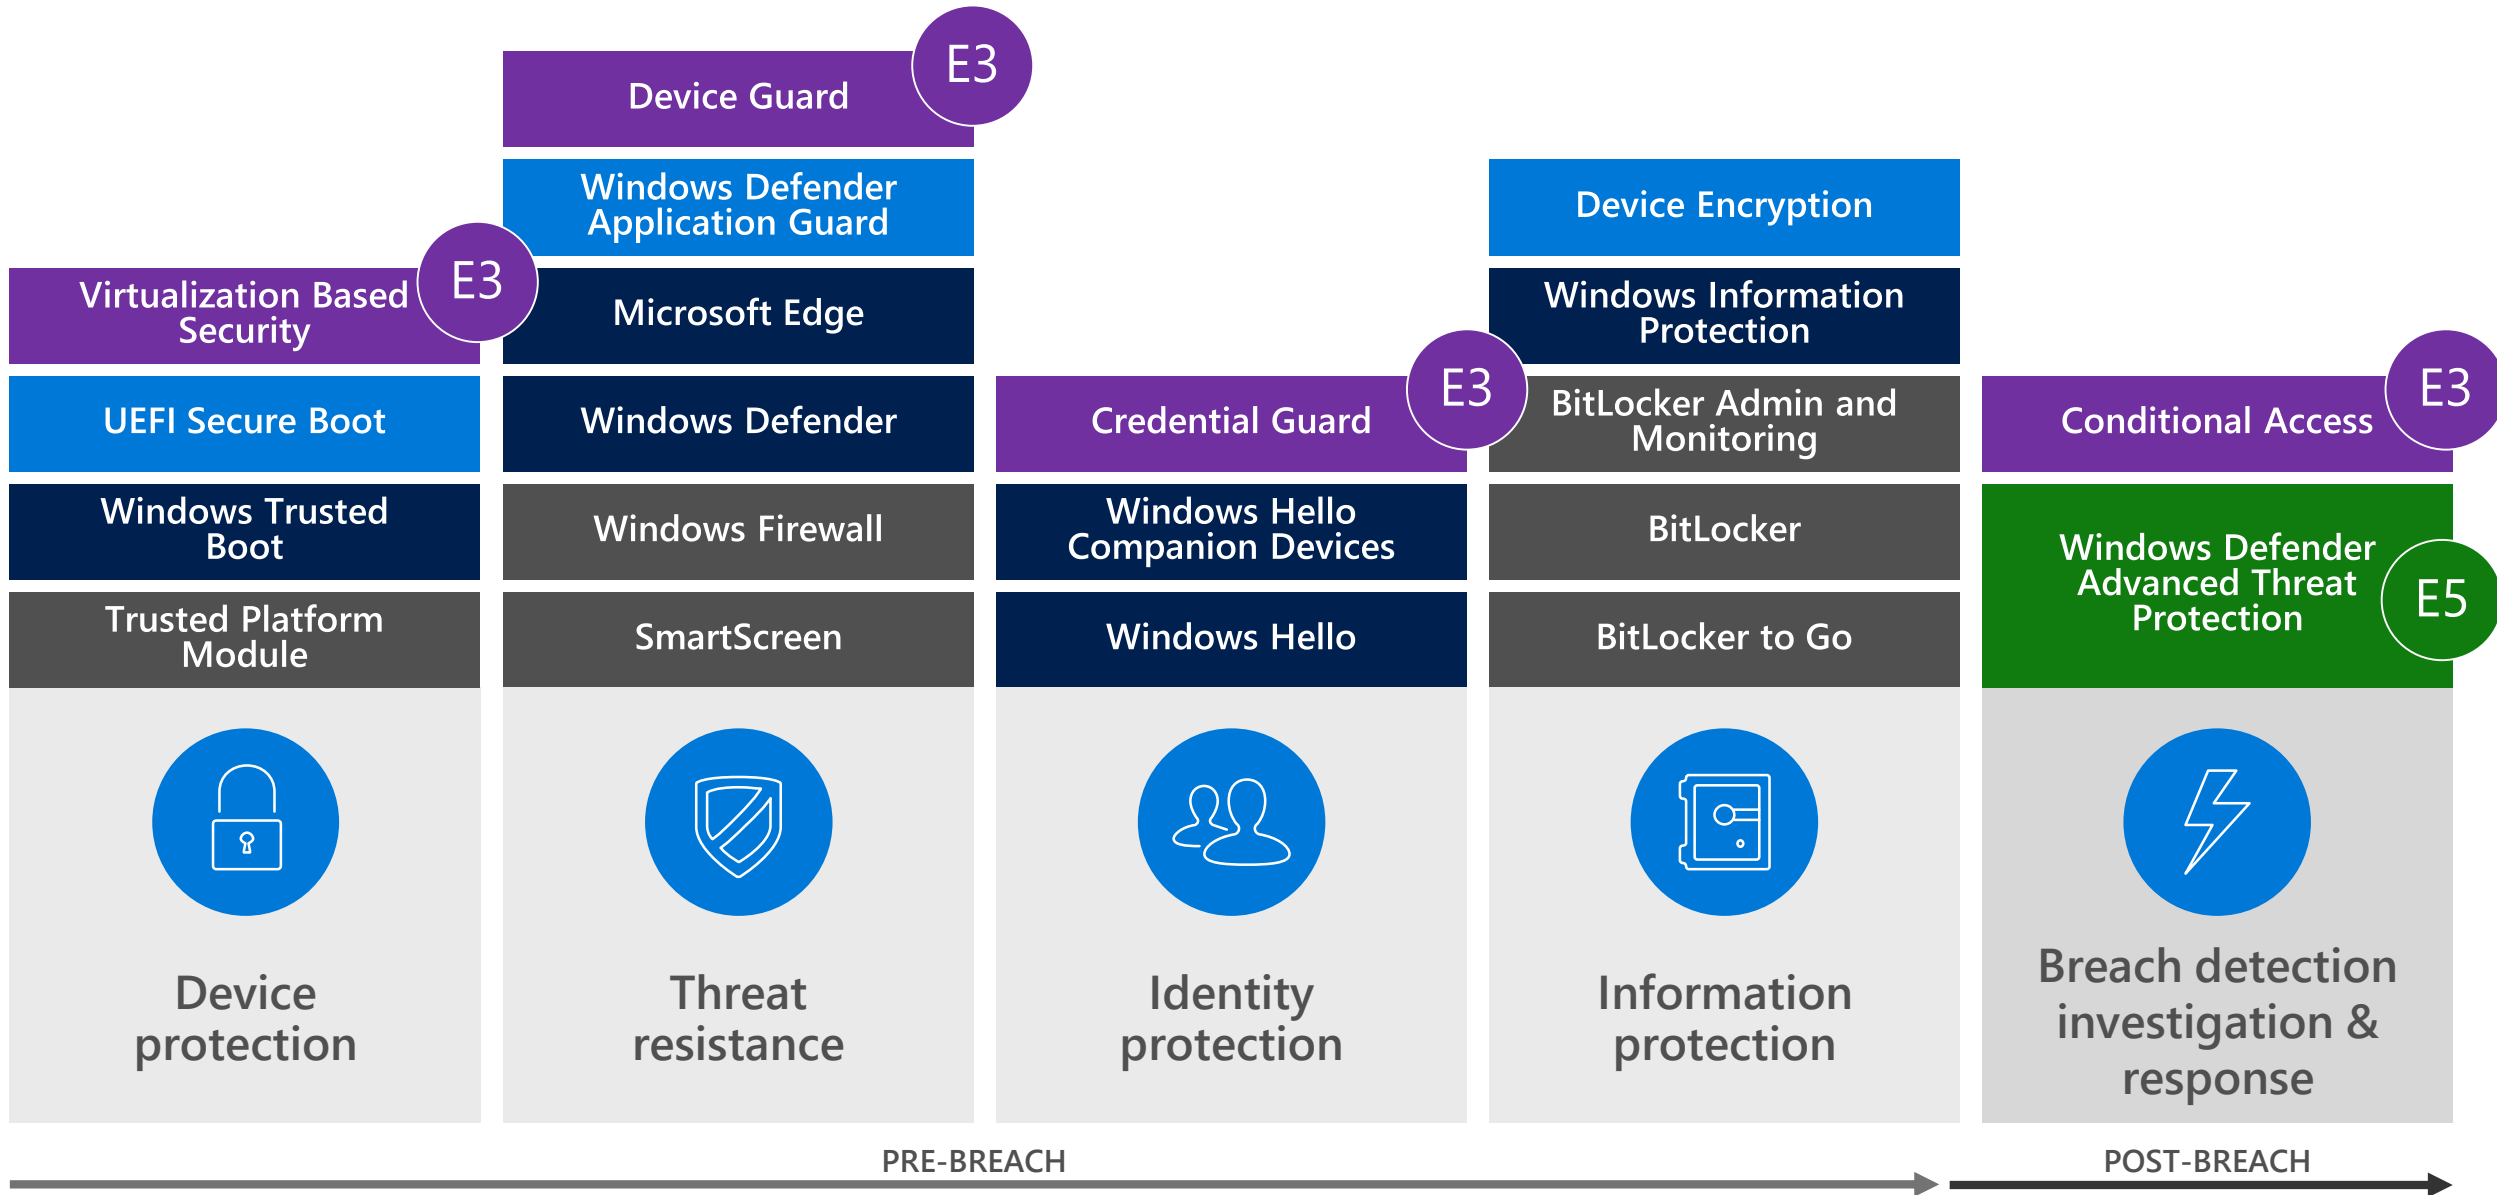 E3
Device Guard
Windows Defender
Application Guard
Device Encryption
E3
Virtualization Based
Security
Microsoft Edge
Windows Information
Protection
UEFI Secure Boot
Windows Defender
E3
Credential Guard
BitLocker Admin and
Monitoring
E3
Conditional Access
Windows Trusted
Boot
Windows Firewall
Windows Hello
Companion Devices
BitLocker
Windows Defender
Advanced Threat
Protection
E5
Trusted Platform
Module
SmartScreen
Windows Hello
BitLocker to Go
Device
protection
Threat
resistance
Identity
protection
Information
protection
Breach detection
investigation &
response
PRE-BREACH
POST-BREACH